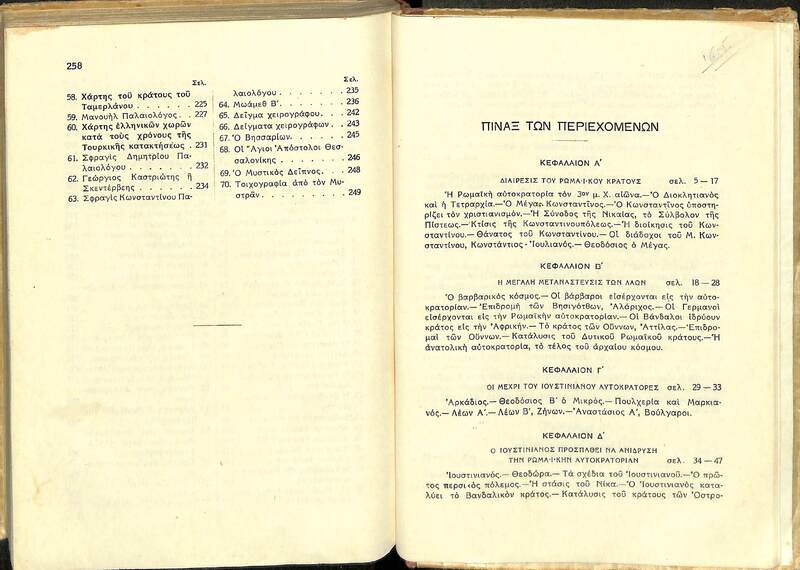 258
Σελ.
58. Χάρτης τοῦ κράτους τοῦ
Ταμερλάνου . . . . . . 225
59. Μανουὴλ Παλαιολόγος. . 227
60. Χάρτης ἑλληνικῶν χωρῶν
κατὰ τοὺς χρόνους τῆς
Τουρκικῆς κατακτήσεως . 231
61. Σφραγὶς Δημητρίου Πα-
λαιολόγου . . . . . . . 232
62. Γεώργιος Καστριώτης ἢ
Σκεντέρβης . . . . . . 234
63. Σφραγὶς Κωνσταντίνου Πα-
Σελ.
λαιολόγου . . . . . . . 235
64. Μωάμεθ Β΄. . . . . . . 236
65. Δεῖγμα χειρογράφου. . . 242
66. Δείγματα χειρογράφων . . 243
67. Ὁ Βησσαρίων. . . . . . 245
68. Οἱ Ἅγιοι Ἀπόστολοι Θεσ-
σαλονίκης . . . . . . . 246
69. Ὁ Μυστικὸς Δεῖπνος. . . 248
70. Τοιχογραφία ἀπὸ τὸν Μυ-
στρᾶν . . . . . . . . . 249
ΠΙΝΑΞ ΤΩΝ ΠΕΡΙΕΧΟΜΕΝΩΝ
ΚΕΦΑΛΑΙΟΝ Α΄
ΔΙΑΙΡΕΣΙΣ ΤΟΥ ΡΩΜΑ·Ι·ΚΟΥ ΚΡΑΤΟΥΣ σελ. 5—17
Ἡ Ρωμαϊκὴ αὐτοκρατορία τὸν 3ον μ. Χ. αἰῶνα.—Ὁ Διοκλητιανὸς
καὶ ἡ Τετραρχία.—Ὁ Μέγας Κωνσταντῖνος.—Ὁ Κωνσταντῖνος ὑποστη-
ρίζει τὸν χριστιανισμόν.—Ἡ Σύνοδος τῆς Νικαίας, τὸ Σύλβολον τῆς
Πίστεως.—Κτίσις τῆς Κωνσταντινουπόλεως.—Ἡ διοίκησις τοῦ Κων-
σταντίνου.— Θάνατος τοῦ Κωνσταντίνου.— Οἱ διάδοχοι τοῦ Μ. Κων-
σταντίνου, Κωνστάντιος - Ἰουλιανός.— Θεοδόσιος ὁ Μέγας.
ΚΕΦΑΛΑΙΟΝ Β΄
Η ΜΕΓΑΛΗ ΜΕΤΑΝΑΣΤΕΥΣΙΣ ΤΩΝ ΛΑΩΝ σελ. 18—28
Ὁ βαρβαρικὸς κόσμος.— Οἱ βάρβαροι εἰσέρχονται εἰς τὴν αὐτο-
κρατορίαν.— Ἐπιδρομὴ τῶν Βησιγότθων, Ἀλάριχος.— Οἱ Γερμανοὶ
εἰσέρχονται εἰς τὴν Ρωμαϊκὴν αὐτοκρατορίαν.— Οἱ Βάνδαλοι ἱδρύουν
κράτος εἰς τὴν Ἀφρικήν.— Τὸ κράτος τῶν Οὕννων, Ἀττίλας.— Ἐπιδρο-
μαὶ τῶν Οὕννων.— Κατάλυσις τοῦ Δυτικοῦ Ρωμαϊκοῦ κράτους.—Ἡ
ἀνατολικὴ αὐτοκρατορία, τὸ τέλος τοῦ ἀρχαίου κόσμου.
ΚΕΦΑΛΑΙΟΝ Γ΄
ΟΙ ΜΕΧΡΙ ΤΟΥ ΙΟΥΣΤΙΝΙΑΝΟΥ ΑΥΤΟΚΡΑΤΟΡΕΣ σελ. 29—33
Ἀρκάδιος.— Θεοδόσιος Β΄ ὁ Μικρός.— Πουλχερία καὶ Μαρκια-
νός.— Λέων Α΄.— Λέων Β΄, Ζήνων.—Ἀναστάσιος Α΄, Βούλγαροι.
ΚΕΦΑΛΑΙΟΝ Δ΄
Ο ΙΟΥΣΤΙΝΙΑΝΟΣ ΠΡΟΣΠΑΘΕΙ ΝΑ ΑΝΙΔΡΥΣΗ
ΤΗΝ ΡΩΜΑ·Ι·ΚΗΝ ΑΥΤΟΚΡΑΤΟΡΙΑΝ σελ. 34—47
Ἰουστινιανός.— Θεοδώρα.— Τὰ σχέδια τοῦ Ἰουστινιανοῦ.—Ὁ πρῶ-
τος περσικὸς πόλεμος.—Ἡ στάσις τοῦ Νίκα.—Ὁ Ἰουστινιανὸς κατα-
λύει τὸ Βανδαλικὸν κράτος.— Κατάλυσις τοῦ κράτους τῶν Ὀστρο-